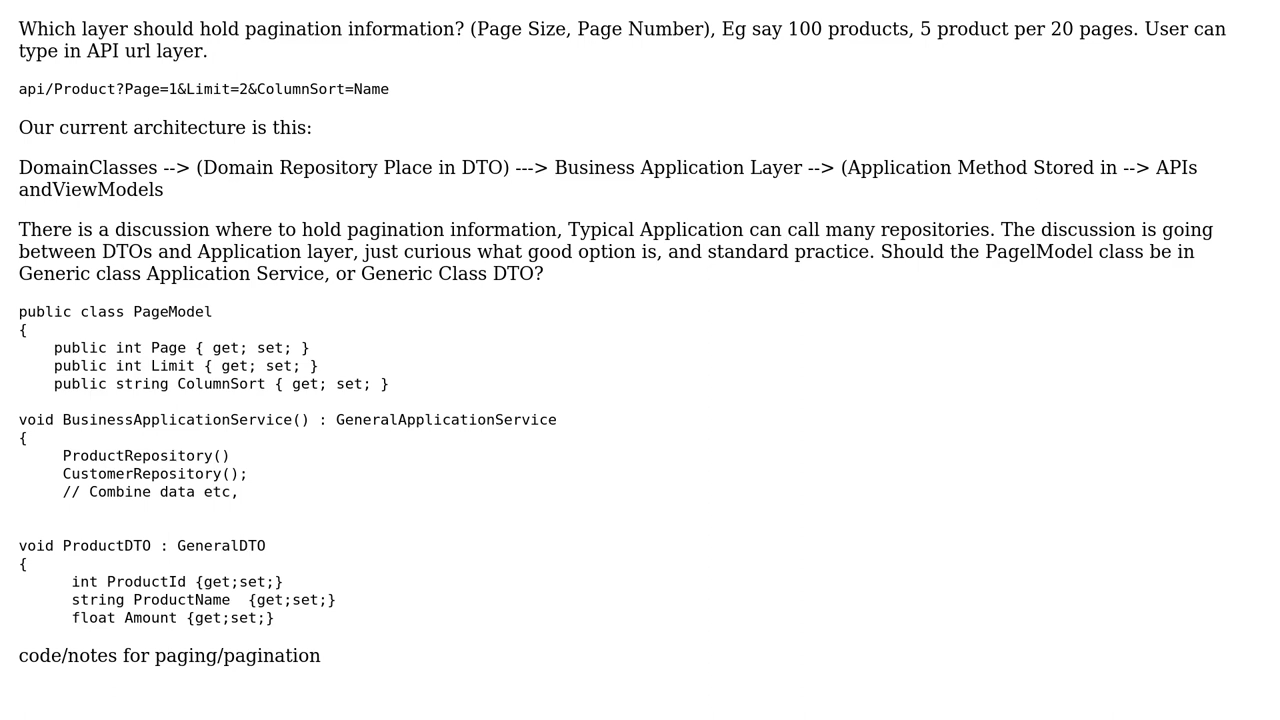 Which layer should hold pagination information? (Page Size, Page Number), Eg say 100 products, 5 product per 20 pages. User can
type in API url layer.
api/Product?Page=1&Limit=2&ColumnSort=Name
Our current architecture is this:
DomainClasses --> (Domain Repository Place in DTO) ---> Business Application Layer --> (Application Method Stored in --> APIs
andViewModels
There is a discussion where to hold pagination information, Typical Application can call many repositories. The discussion is going
between DTOs and Application layer, just curious what good option is, and standard practice. Should the PagelModel class be in
Generic class Application Service, or Generic Class DTO?
public class PageModel
{
    public int Page { get; set; }
    public int Limit { get; set; }
    public string ColumnSort { get; set; }
void BusinessApplicationService() : GeneralApplicationService
{
     ProductRepository()
     CustomerRepository();
     // Combine data etc,
void ProductDTO : GeneralDTO
{
      int ProductId {get;set;}
      string ProductName  {get;set;}
      float Amount {get;set;}
code/notes for paging/pagination